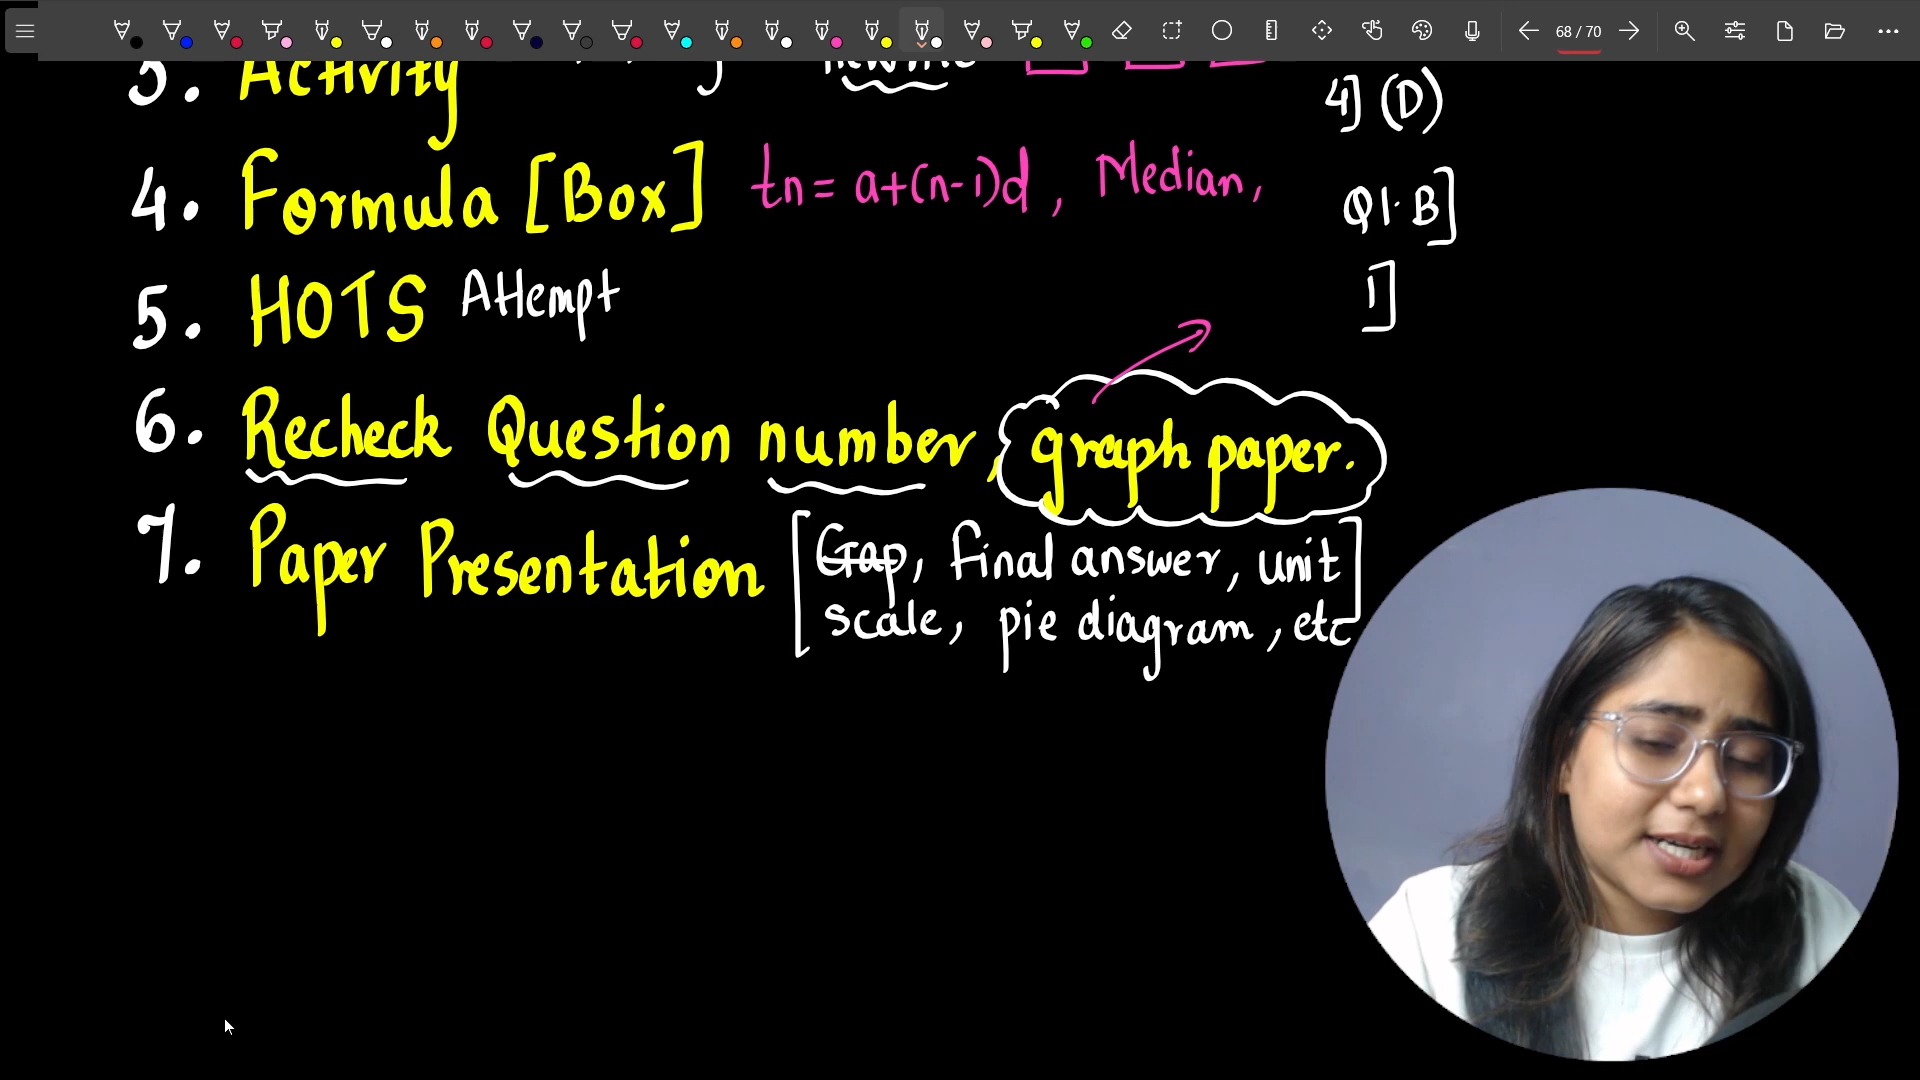 68 / 70
3. Activity
4] (D)
4. Formula [Box] tn = a+(n-1)d, Median,
Q1. B]
5. HOTS Attempt
1]
6. Recheck Question number, graph paper.
7. Paper Presentation [Gap, final answer, unit
scale, pie diagram, etc]